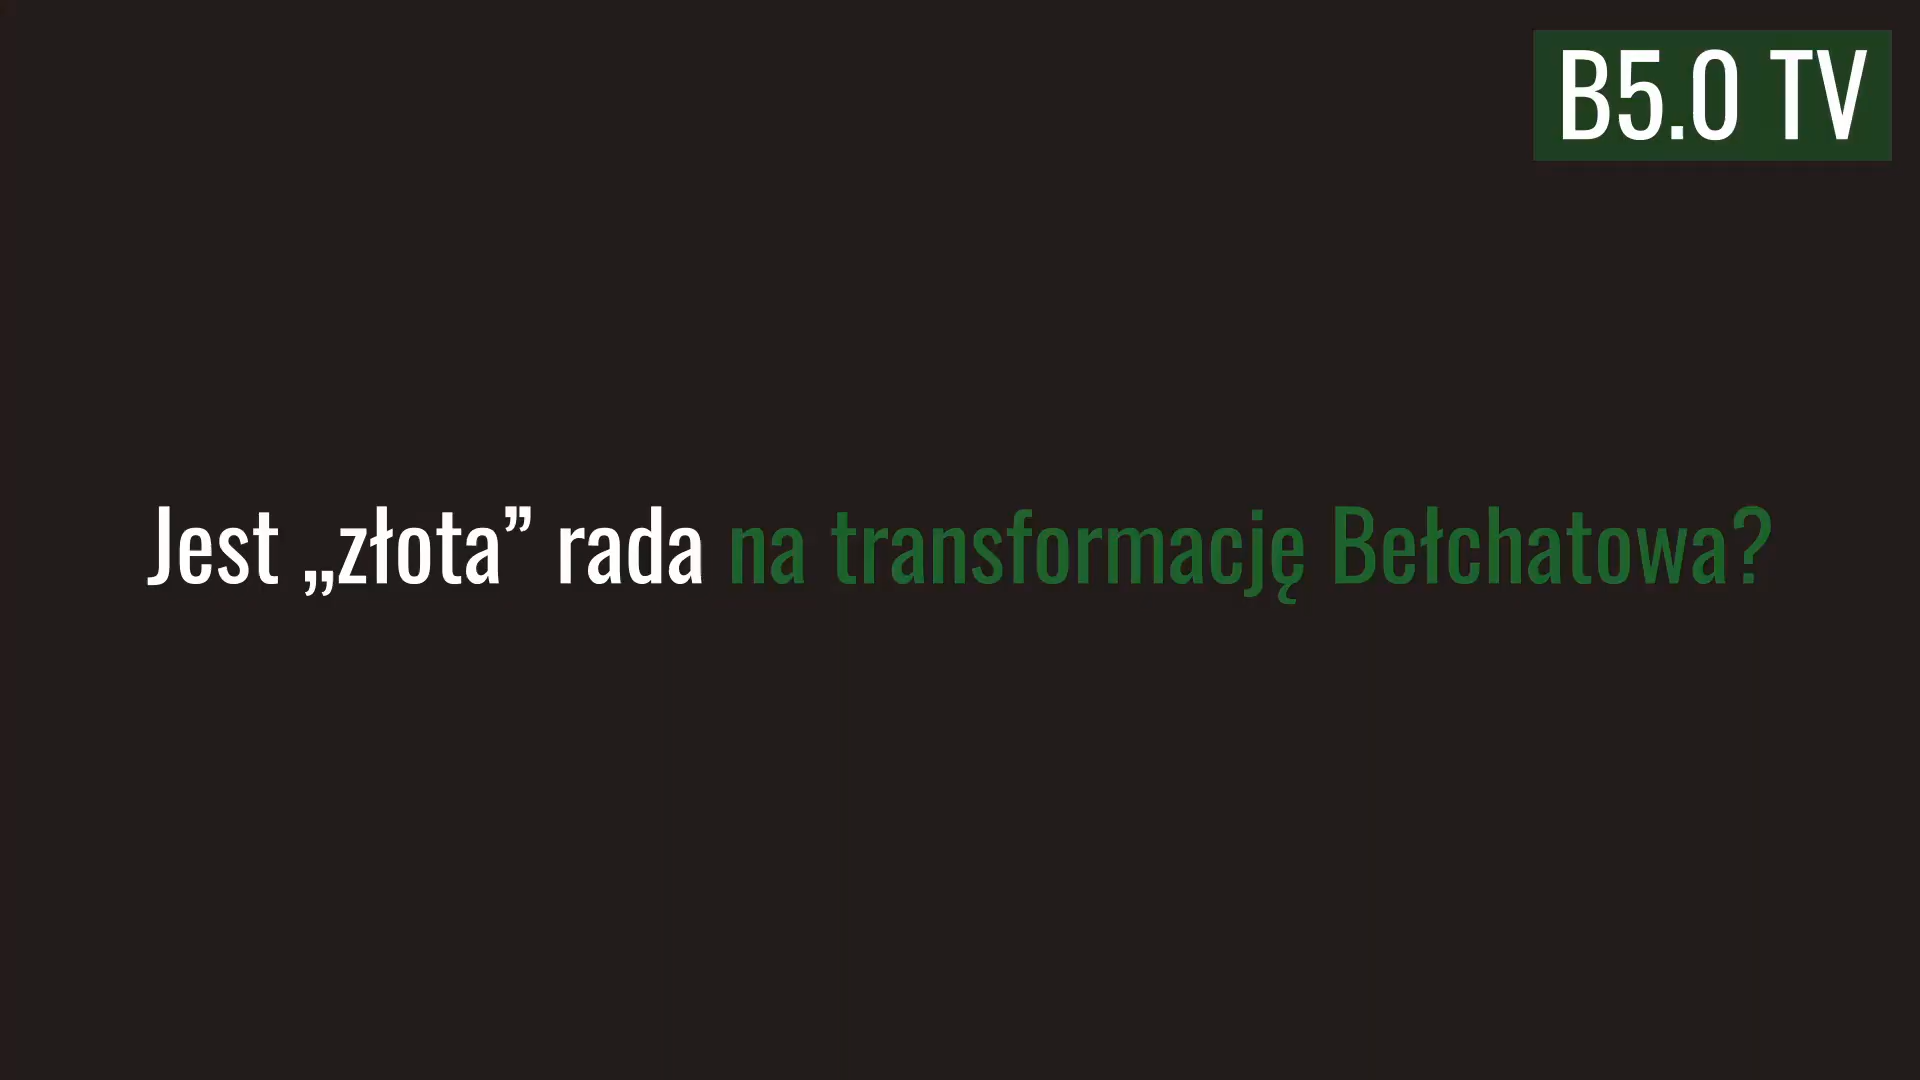 B5.0 TV
Jest „złota” rada na transformację Bełchatowa?